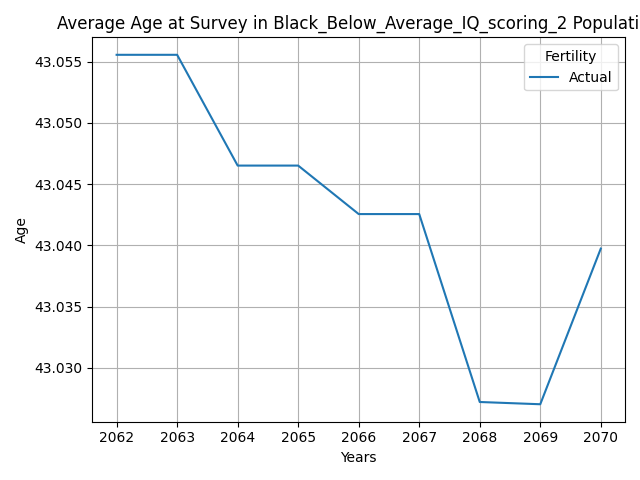 Average Age at Survey in Black_Below_Average_IQ_scoring_2 Populati
Fertility
Actual
43.055
43.050
43.045
43.040
43.035
43.030
Age
2062 2063 2064 2065 2066 2067 2068 2069 2070
Years